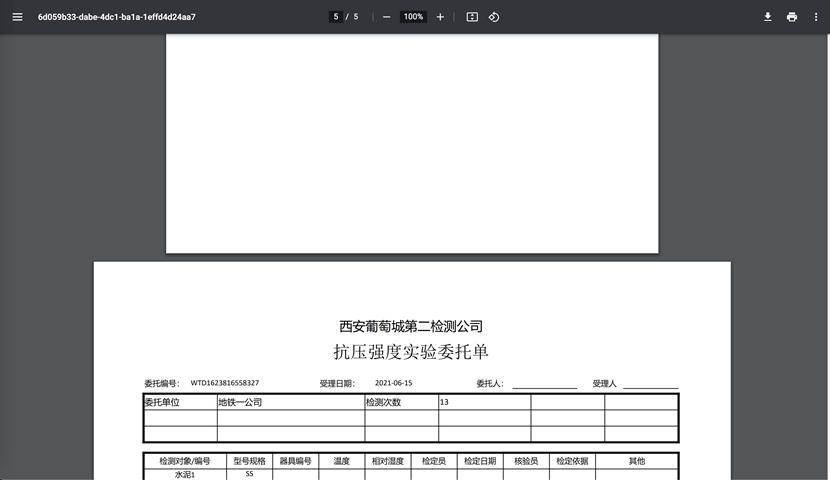 6d059b33-dabe-4dc1-ba1a-1effd4d24aa7 5 / 5 100%
西安葡萄城第二检测公司
抗压强度实验委托单
委托编号: WTD1623816558327 受理日期: 2021-06-15 委托人: 受理人
委托单位 地铁一公司 检测次数 13
检测对象/编号 型号规格 器具编号 温度 相对湿度 检定员 检定日期 核验员 检定依据 其他
水泥1 SS